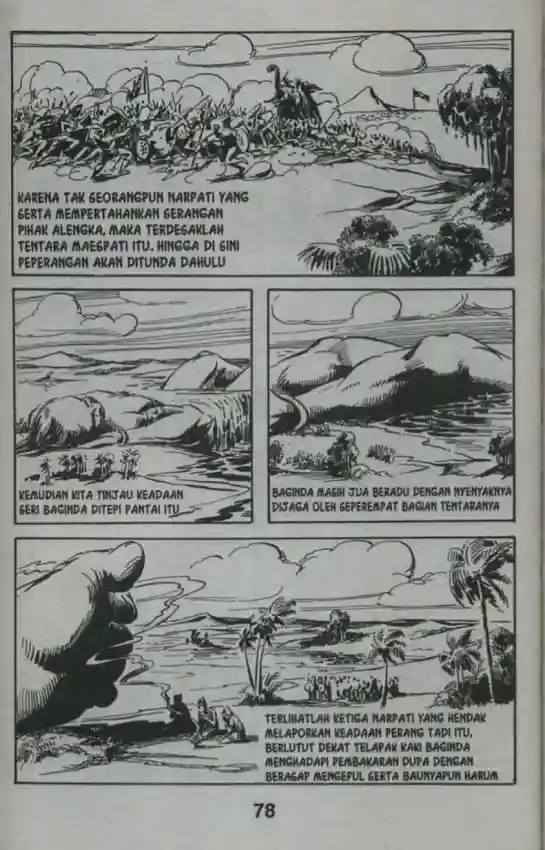 KARENA TAK SEORANGPUN NARPATI YANG
SERTA MEMPERTAHANKAN SERANGAN
PIHAK ALENGKA, MAKA TERDESAKLAH
TENTARA MAESPATI ITU. HINGGA DI SINI
PEPERANGAN AKAN DITUNDA DAHULU
KEMUDIAN KITA TINJAU KEADAAN
SERI BAGINDA DITEPI PANTAI ITU
BAGINDA MASIH JUA BERADU DENGAN NYENYAKNYA
DIJAGA OLEH SEPEREMPAT BAGIAN TENTARANYA
TERLIHATLAH KETIGA NARPATI YANG HENDAK
MELAPORKAN KEADAAN PERANG TADI ITU,
BERLUTUT DEKAT TELAPAK KAKI BAGINDA
MENGHADAPI PEMBAKARAN DUPA DENGAN
BERASAP MENGEPUL SERTA BAUNYAPUN HARUM
78